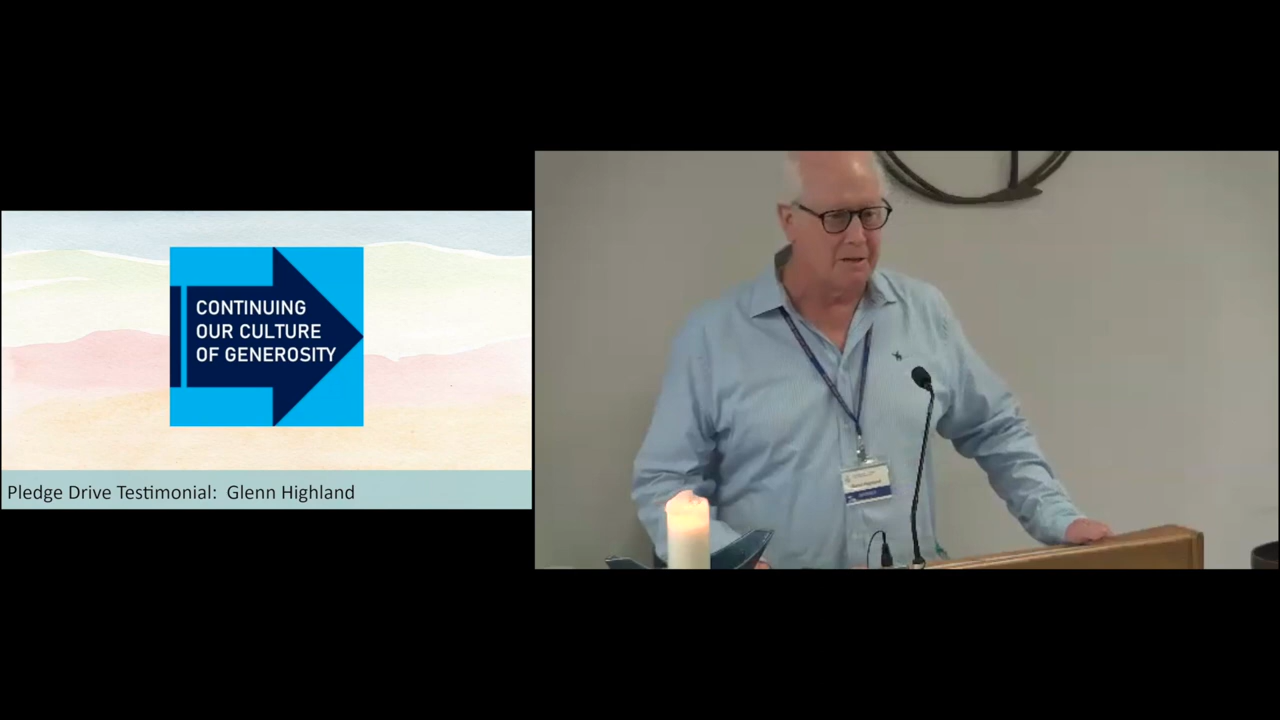 CONTINUING
OUR CULTURE
OF GENEROSITY
Pledge Drive Testimonial:  Glenn Highland